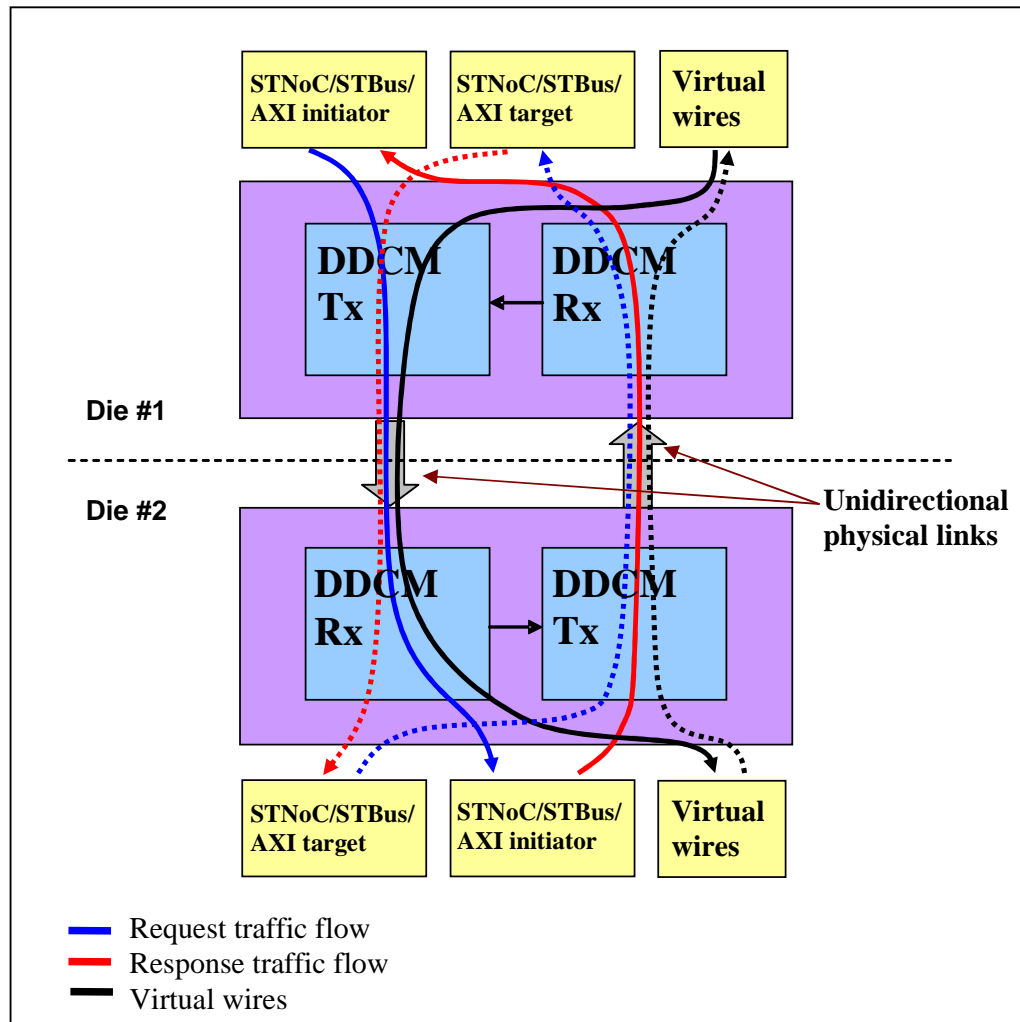 STNoC/STBus/
AXI initiator
STNoC/STBus/
AXI target
Virtual
wires
DDCM
Tx
DDCM
Rx
Die #1
Die #2
Unidirectional
physical links
DDCM
Rx
DDCM
Tx
STNoC/STBus/
AXI target
STNoC/STBus/
AXI initiator
Virtual
wires
Request traffic flow
Response traffic flow
Virtual wires